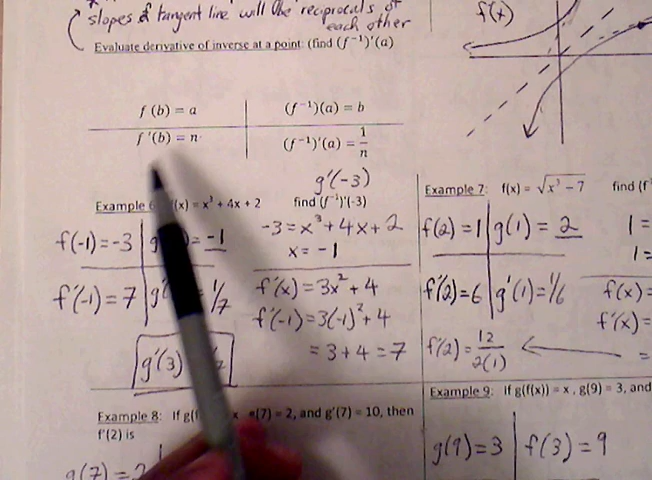 slopes of tangent line will the reciprocals of
each other
f(x)
Evaluate derivative of inverse at a point: (find (f⁻¹)'(a)
f (b) = a
(f⁻¹)(a) = b
f '(b) = n
(f⁻¹)'(a) = 1/n
g'(-3)
Example f(x) = x³ + 4x + 2 find (f⁻¹)'(-3)
f(-1) = -3
= -1
-3 = x³ + 4x + 2
x = -1
f'(-1) = 7
1/7
f'(x) = 3x² + 4
f'(-1) = 3(-1)² + 4
= 3 + 4 = 7
g'(3)
Example 7: f(x) = √(x³ − 7) find (f
f(2) = 1
g(1) = 2
1 =
1 =
f'(2) = 6
g'(1) = 1/6
f(x) =
f'(x) =
f'(2) = 12/2(1)
=
Example 8: If x, g(7) = 2, and g'(7) = 10, then
f'(2) is
g(7) = 2
Example 9: If g(f(x)) = x , g(9) = 3, and
g(9) = 3
f(3) = 9